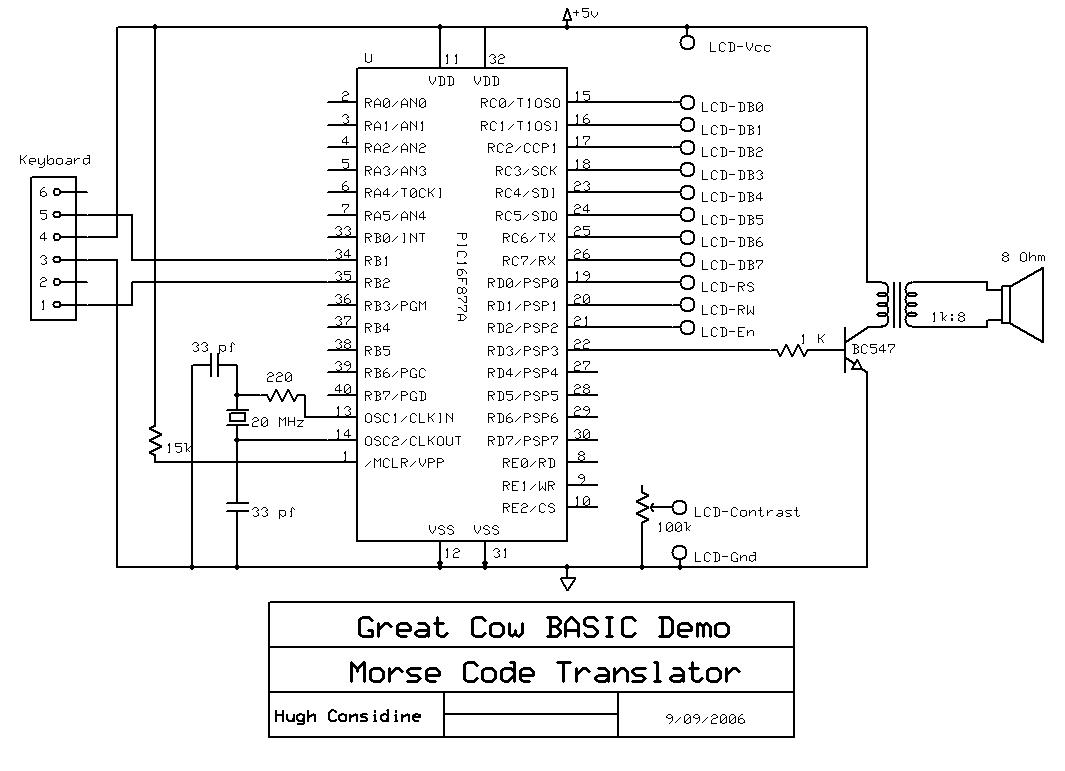 +5v
LCD-Vcc
U
11
32
VDD
VDD
2
RA0/AN0
RC0/T1OSO
15
LCD-DB0
3
RA1/AN1
RC1/T1OSI
16
LCD-DB1
4
RA2/AN2
RC2/CCP1
17
LCD-DB2
Keyboard
5
RA3/AN3
RC3/SCK
18
LCD-DB3
6
6
RA4/T0CKI
RC4/SDI
23
LCD-DB4
5
7
RA5/AN4
RC5/SDO
24
LCD-DB5
4
33
RB0/INT
RC6/TX
25
LCD-DB6
3
34
RB1
RC7/RX
26
LCD-DB7
2
35
RB2
RD0/PSP0
19
LCD-RS
1
36
RB3/PGM
RD1/PSP1
20
LCD-RW
37
RB4
RD2/PSP2
21
LCD-En
38
RB5
RD3/PSP3
22
39
RB6/PGC
RD4/PSP4
27
40
RB7/PGD
RD5/PSP5
28
13
OSC1/CLKIN
RD6/PSP6
29
14
OSC2/CLKOUT
RD7/PSP7
30
1
/MCLR/VPP
RE0/RD
8
RE1/WR
9
RE2/CS
10
PIC16F877A
VSS
VSS
12
31
8 Ohm
1k:8
1 K
BC547
33 pf
220
20 MHz
15k
33 pf
LCD-Contrast
100k
LCD-Gnd
Great Cow BASIC Demo
Morse Code Translator
Hugh Considine
9/09/2006